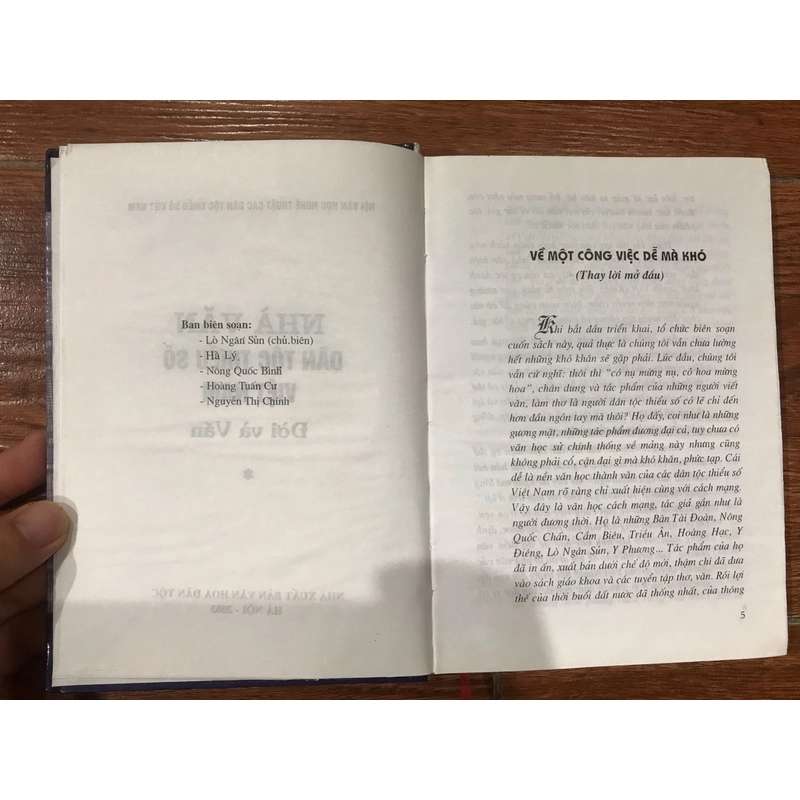 Ban biên soạn:
- Lò Ngân Sủn (chủ.biên)
- Hà Lý
- Nông Quốc Bình
- Hoàng Tuấn Cư
- Nguyễn Thị Chính
VỀ MỘT CÔNG VIỆC DỄ MÀ KHÓ
(Thay lời mở đầu)
Khi bắt đầu triển khai, tổ chức biên soạn
cuốn sách này, quả thực là chúng tôi vẫn chưa lường
hết những khó khăn sẽ gặp phải. Lúc đầu, chúng tôi
vẫn cứ nghĩ: thôi thì “có nụ mừng nụ, có hoa mừng
hoa”, chân dung và tác phẩm của những người viết
văn, làm thơ là người dân tộc thiểu số có lẽ chỉ đến
hơn đầu ngón tay mà thôi? Họ đấy, coi như là những
gương mặt, những tác phẩm đương đại cả, tuy chưa có
văn học sử chính thống về mảng này nhưng cũng
không phải cổ, cận đại gì mà khó khăn, phức tạp. Cái
dễ là nền văn học thành văn của các dân tộc thiểu số
Việt Nam rõ ràng chỉ xuất hiện cùng với cách mạng.
Vậy đây là văn học cách mạng, tác giả gần như là
người đương thời. Họ là những Bàn Tài Đoàn, Nông
Quốc Chấn, Cầm Biêu, Triều Ân, Hoàng Hạc, Y
Điêng, Lò Ngân Sủn, Y Phương... Tác phẩm của họ
đã in ấn, xuất bản dưới chế độ mới, thậm chí đã đưa
vào sách giáo khoa và các tuyển tập thơ, văn. Rồi lợi
thế của thời buổi đất nước đã thống nhất, của thông
5